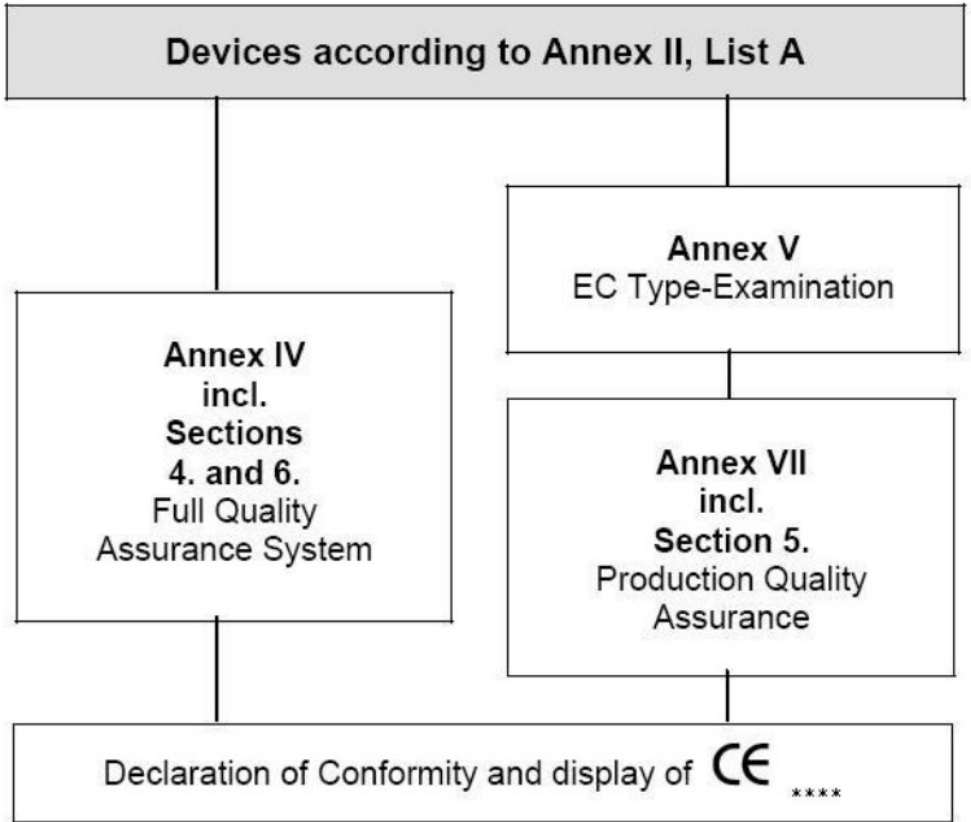 Devices according to Annex II, List A
Annex IV
incl.
Sections
4. and 6.
Full Quality
Assurance System
Annex V
EC Type-Examination
Annex VII
incl.
Section 5.
Production Quality
Assurance
Declaration of Conformity and display of CE ****